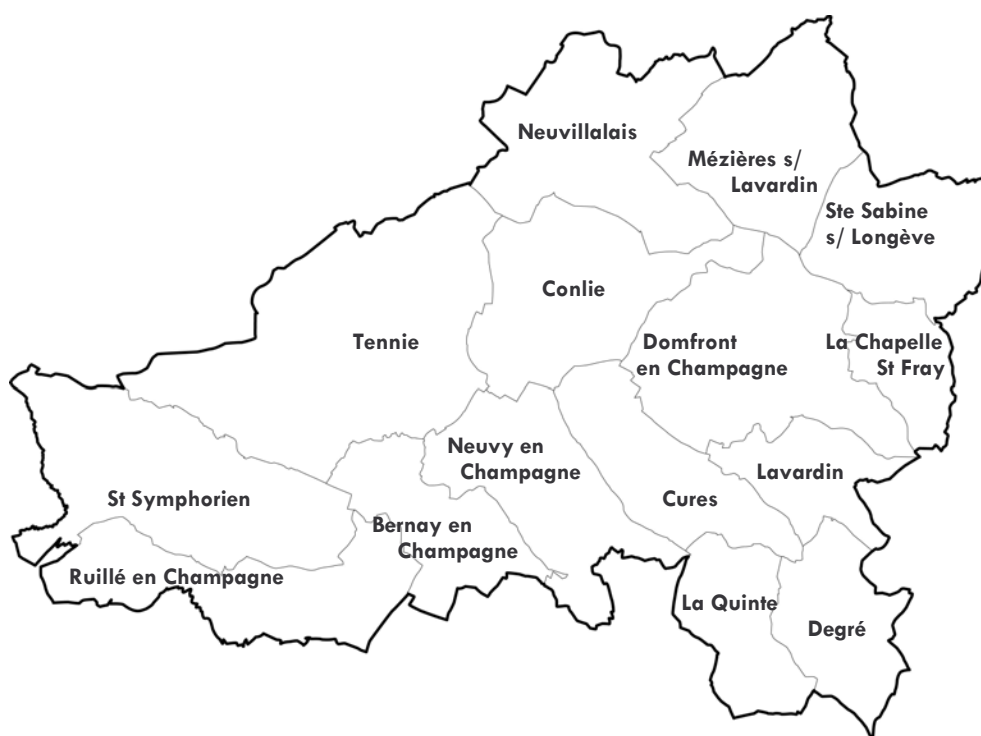 Neuvillalais
Mézières s/
Lavardin
Ste Sabine
s/ Longève
Conlie
Tennie
Domfront
en Champagne
La Chapelle
St Fray
Neuvy en
Champagne
Lavardin
St Symphorien
Cures
Bernay en
Champagne
Ruillé en Champagne
La Quinte
Degré